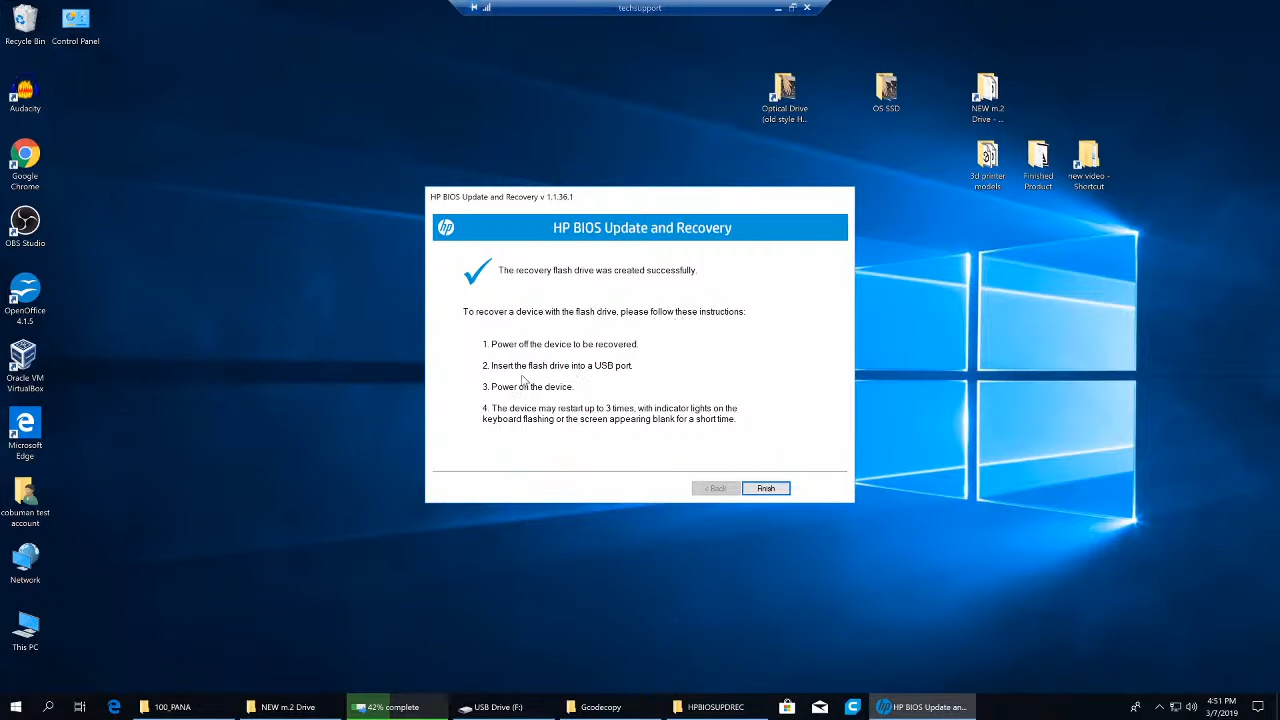 techsupport
Recycle Bin
Control Panel
Audacity
Google
Chrome
OBS Studio
OpenOffice
4.1.5
Oracle VM
VirtualBox
Microsoft
Edge
cobuman test
account
Network
This PC
Optical Drive
(old style H...
OS SSD
NEW m.2
Drive - ...
3d printer
models
Finished
Product
new video -
Shortcut
HP BIOS Update and Recovery v 1.1.36.1
hp
HP BIOS Update and Recovery
The recovery flash drive was created successfully.
To recover a device with the flash drive, please follow these instructions:
1. Power off the device to be recovered.
2. Insert the flash drive into a USB port.
3. Power on the device.
4. The device may restart up to 3 times, with indicator lights on the
keyboard flashing or the screen appearing blank for a short time.
< Back
Finish
100_PANA
NEW m.2 Drive
42% complete
USB Drive (F:)
Gcodecopy
HPBIOSUPDREC
HP BIOS Update an...
4:51 PM
3/7/2019